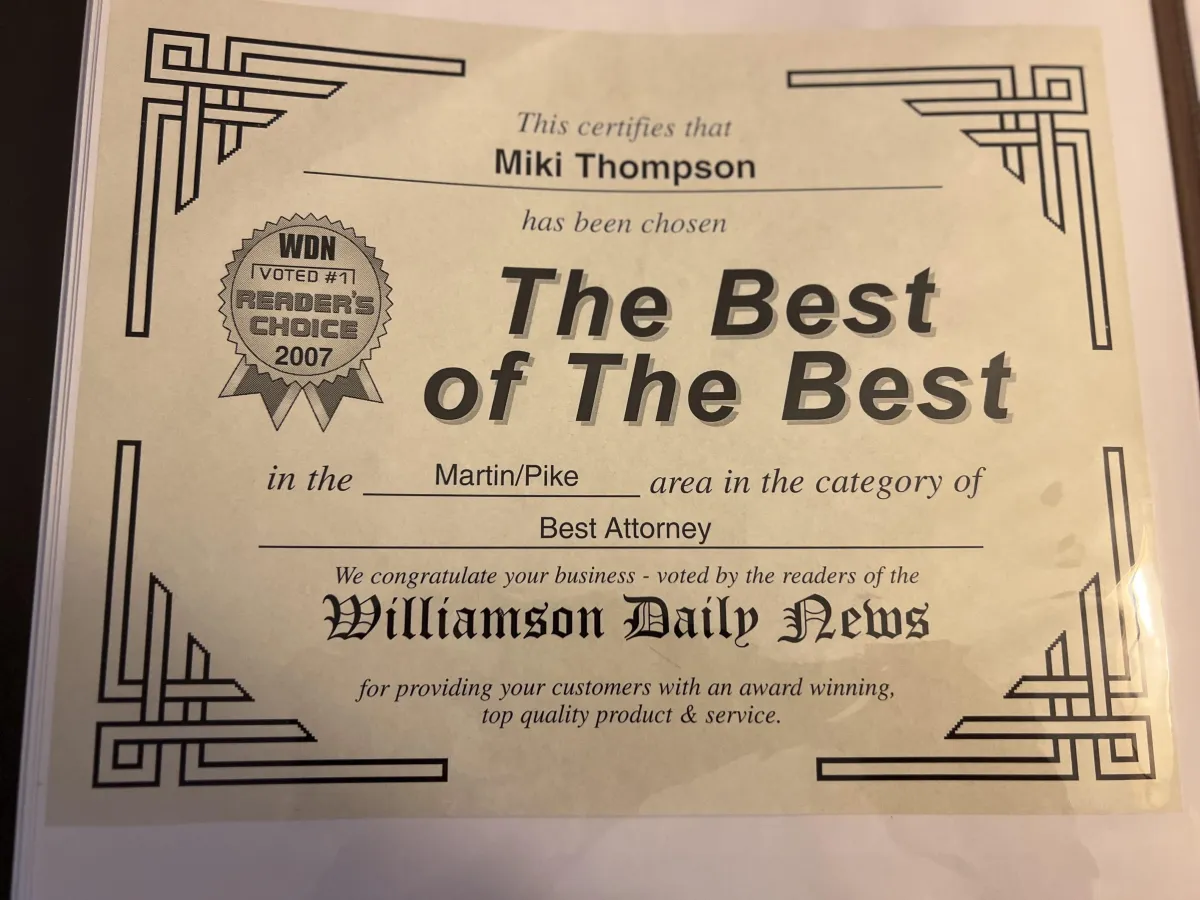 This certifies that
Miki Thompson
has been chosen
WDN
VOTED #1
READER'S
CHOICE
2007
The Best
of The Best
in the Martin/Pike area in the category of
Best Attorney
We congratulate your business - voted by the readers of the
Williamson Daily News
for providing your customers with an award winning,
top quality product & service.